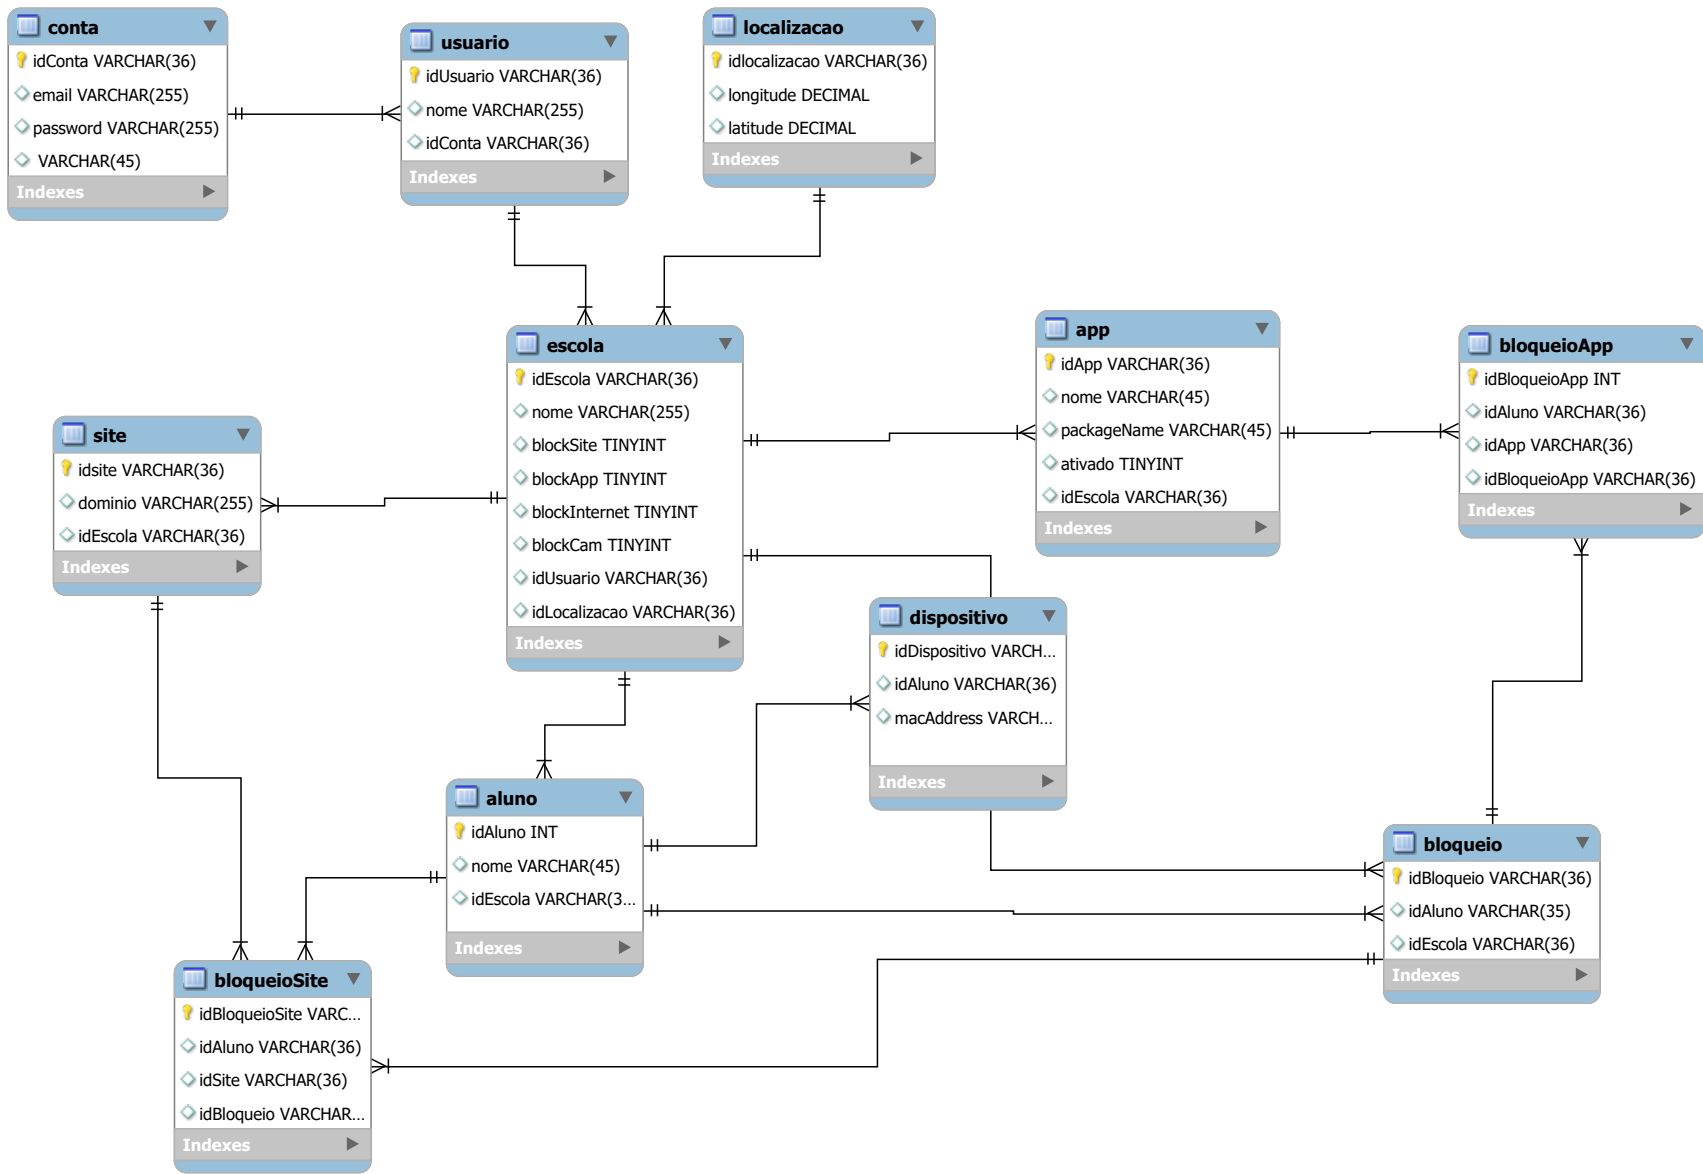 conta
idConta VARCHAR(36)
email VARCHAR(255)
password VARCHAR(255)
VARCHAR(45)
Indexes
usuario
idUsuario VARCHAR(36)
nome VARCHAR(255)
idConta VARCHAR(36)
Indexes
localizacao
idlocalizacao VARCHAR(36)
longitude DECIMAL
latitude DECIMAL
Indexes
escola
idEscola VARCHAR(36)
nome VARCHAR(255)
blockSite TINYINT
blockApp TINYINT
blockInternet TINYINT
blockCam TINYINT
idUsuario VARCHAR(36)
idLocalizacao VARCHAR(36)
Indexes
app
idApp VARCHAR(36)
nome VARCHAR(45)
packageName VARCHAR(45)
ativado TINYINT
idEscola VARCHAR(36)
Indexes
bloqueioApp
idBloqueioApp INT
idAluno VARCHAR(36)
idApp VARCHAR(36)
idBloqueioApp VARCHAR(36)
Indexes
site
idsite VARCHAR(36)
dominio VARCHAR(255)
idEscola VARCHAR(36)
Indexes
dispositivo
idDispositivo VARCH...
idAluno VARCHAR(36)
macAddress VARCH...
Indexes
aluno
idAluno INT
nome VARCHAR(45)
idEscola VARCHAR(3...
Indexes
bloqueio
idBloqueio VARCHAR(36)
idAluno VARCHAR(35)
idEscola VARCHAR(36)
Indexes
bloqueioSite
idBloqueioSite VARC...
idAluno VARCHAR(36)
idSite VARCHAR(36)
idBloqueio VARCHAR...
Indexes